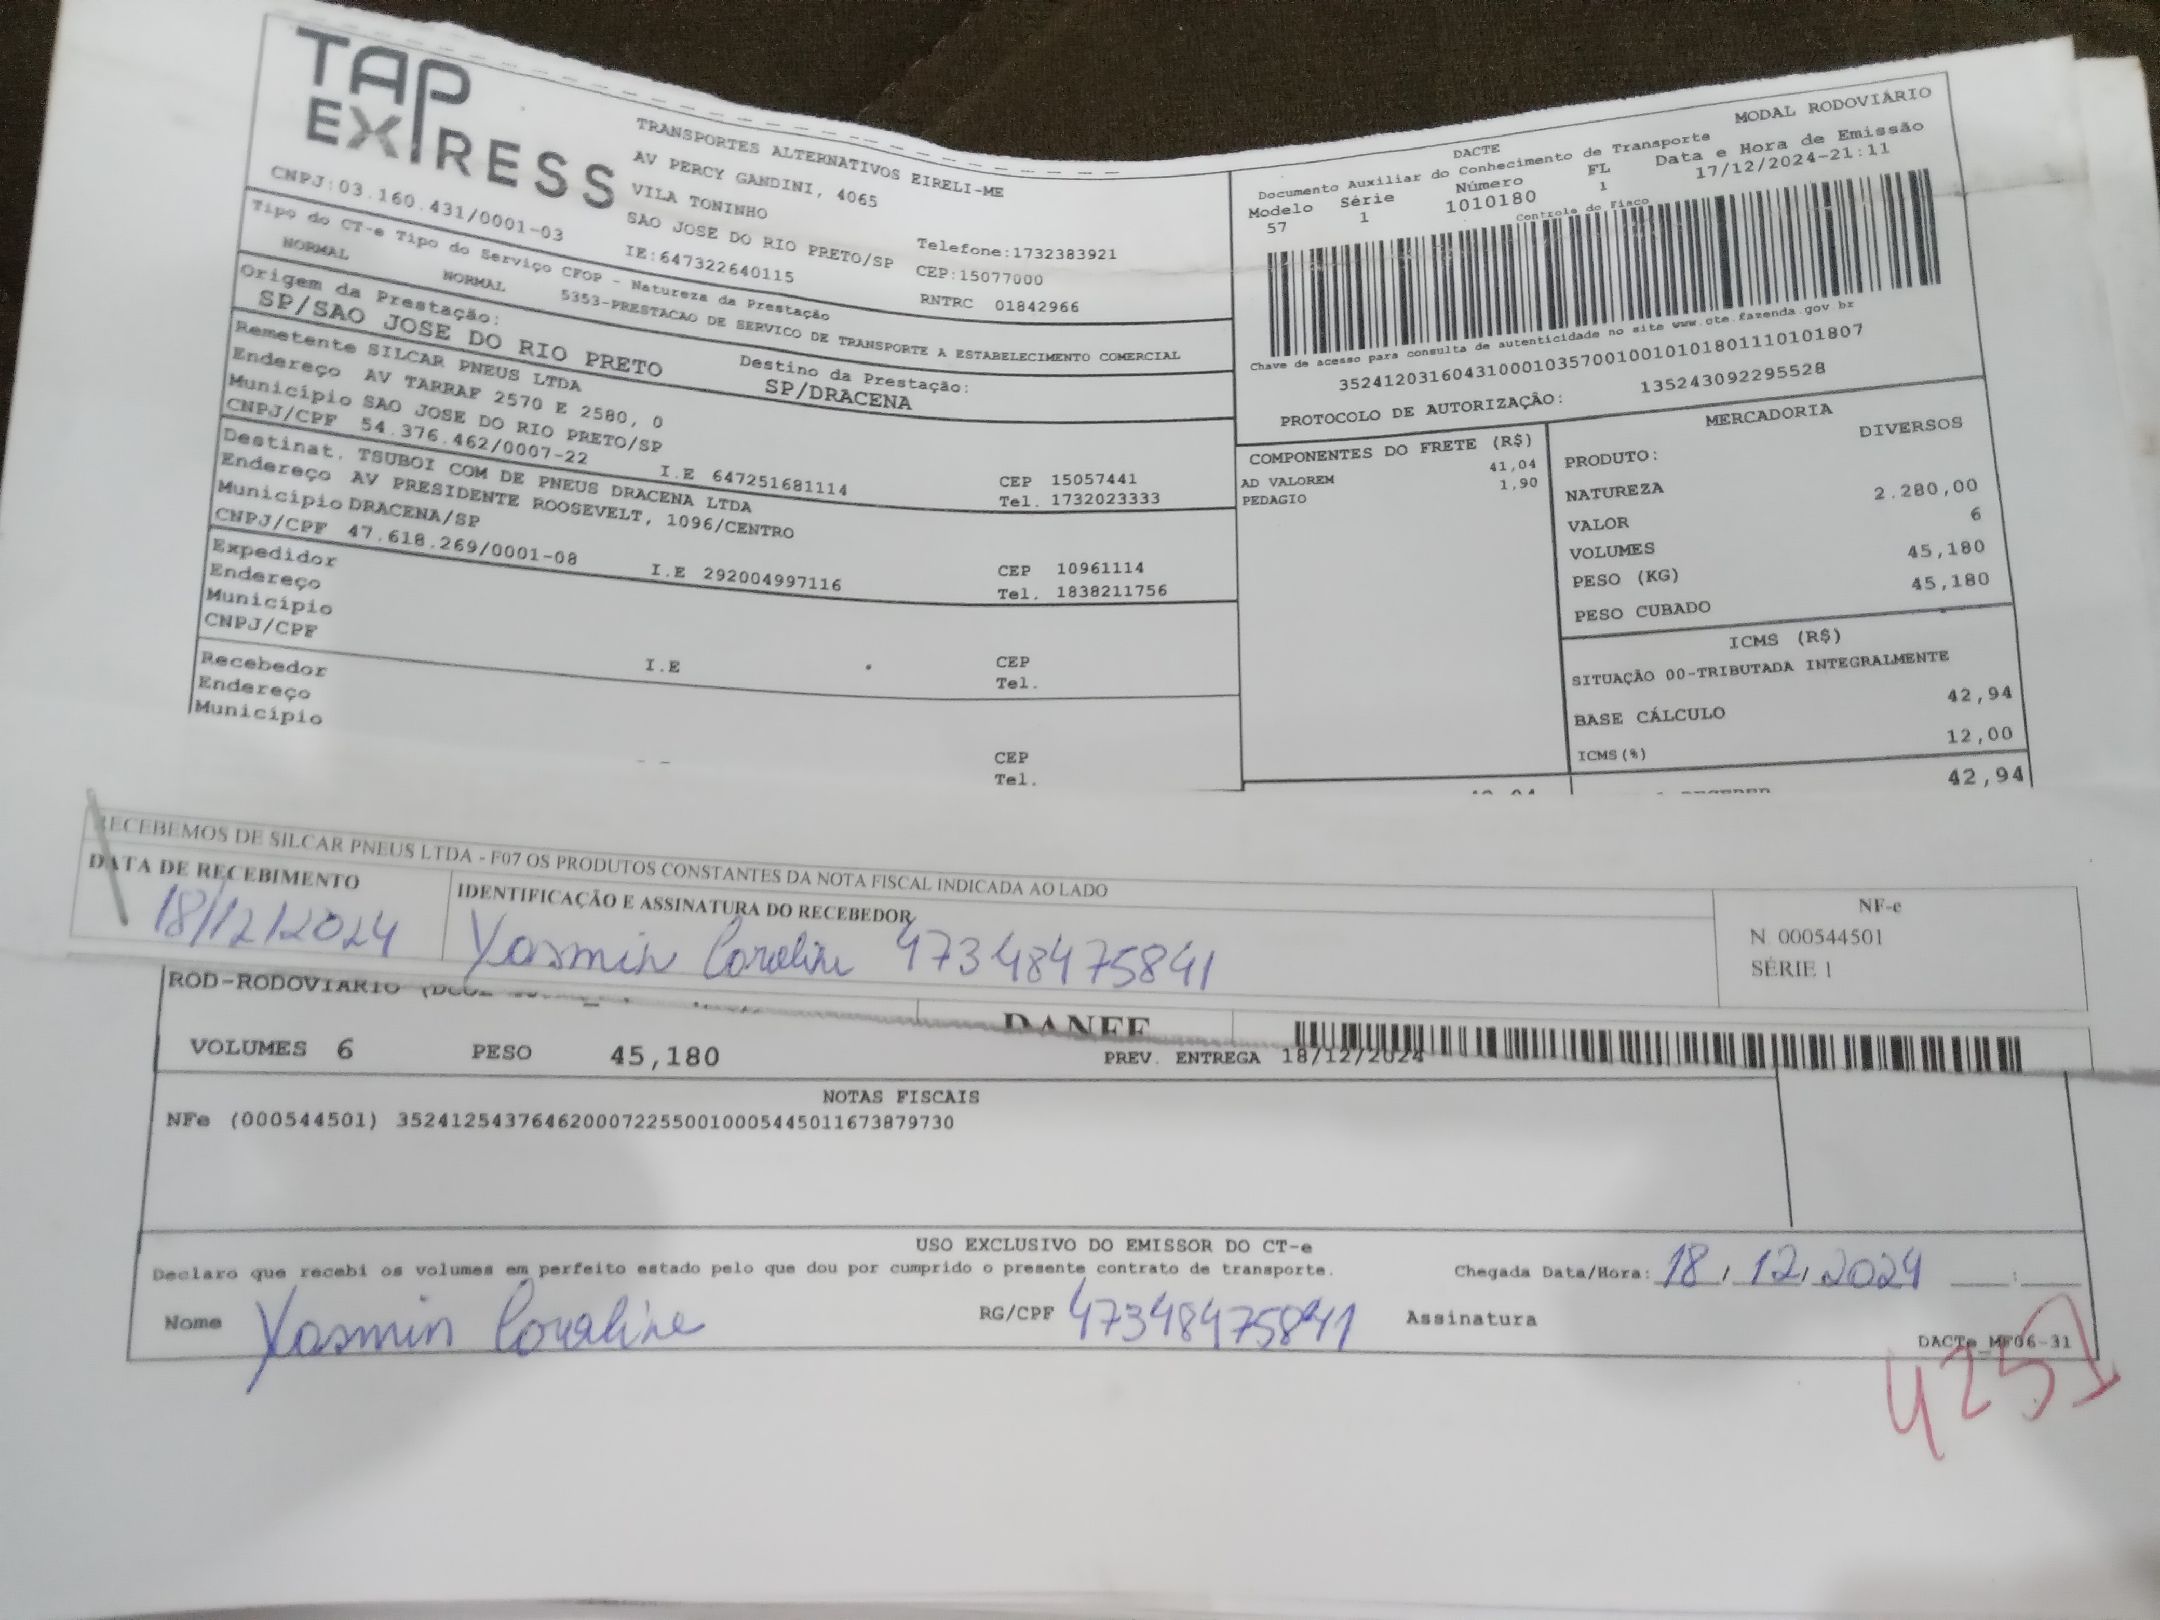 TAP
EXPRESS
CNPJ:03.160.431/0001-03
TRANSPORTES ALTERNATIVOS EIRELI-ME
AV PERCY GANDINI, 4065
VILA TONINHO
SAO JOSE DO RIO PRETO/SP
IE:647322640115
Telefone:1732383921
CEP:15077000
RNTRC 01842966
DACTE
MODAL RODOVIÁRIO
Documento Auxiliar do Conhecimento de Transporte
Modelo Série Número FL Data e Hora de Emissão
57 1 1010180 1 17/12/2024-21:11
Controle do Fisco
Chave de acesso para consulta de autenticidade no site www.cte.fazenda.gov.br
35241203160431000103570010010101801110101807
PROTOCOLO DE AUTORIZAÇÃO: 135243092295528
Tipo do CT-e Tipo do Serviço CFOP - Natureza da Prestação
NORMAL NORMAL 5353-PRESTACAO DE SERVICO DE TRANSPORTE A ESTABELECIMENTO COMERCIAL
Origem da Prestação: Destino da Prestação:
SP/SAO JOSE DO RIO PRETO SP/DRACENA
Remetente SILCAR PNEUS LTDA
Endereço AV TARRAF 2570 E 2580, 0
Município SAO JOSE DO RIO PRETO/SP CEP 15057441
CNPJ/CPF 54.376.462/0007-22 I.E 647251681114 Tel. 1732023333
Destinat. TSUBOI COM DE PNEUS DRACENA LTDA
Endereço AV PRESIDENTE ROOSEVELT, 1096/CENTRO
Município DRACENA/SP CEP 10961114
CNPJ/CPF 47.618.269/0001-08 I.E 292004997116 Tel. 1838211756
Expedidor
Endereço
Município CEP
CNPJ/CPF I.E Tel.
Recebedor
Endereço
Município CEP
Tel.
COMPONENTES DO FRETE (R$)
AD VALOREM 41,04
PEDAGIO 1,90
MERCADORIA
PRODUTO: DIVERSOS
NATUREZA
VALOR 2.280,00
VOLUMES 6
PESO (KG) 45,180
PESO CUBADO 45,180
ICMS (R$)
SITUAÇÃO 00-TRIBUTADA INTEGRALMENTE
BASE CÁLCULO 42,94
ICMS(%) 12,00
42,94
RECEBEMOS DE SILCAR PNEUS LTDA - F07 OS PRODUTOS CONSTANTES DA NOTA FISCAL INDICADA AO LADO
DATA DE RECEBIMENTO IDENTIFICAÇÃO E ASSINATURA DO RECEBEDOR
18/12/2024 Yasmin Coraline 47348475841
NF-e
N. 000544501
SÉRIE 1
ROD-RODOVIARIO
DANFE
VOLUMES 6 PESO 45,180 PREV. ENTREGA 18/12/2024
NOTAS FISCAIS
NFe (000544501) 35241254376462000722550010005445011673879730
USO EXCLUSIVO DO EMISSOR DO CT-e
Declaro que recebi os volumes em perfeito estado pelo que dou por cumprido o presente contrato de transporte. Chegada Data/Hora: 18/12/2024 __:__
Nome Yasmin Coraline RG/CPF 47348475841 Assinatura
DACTe_MF06-31
4251